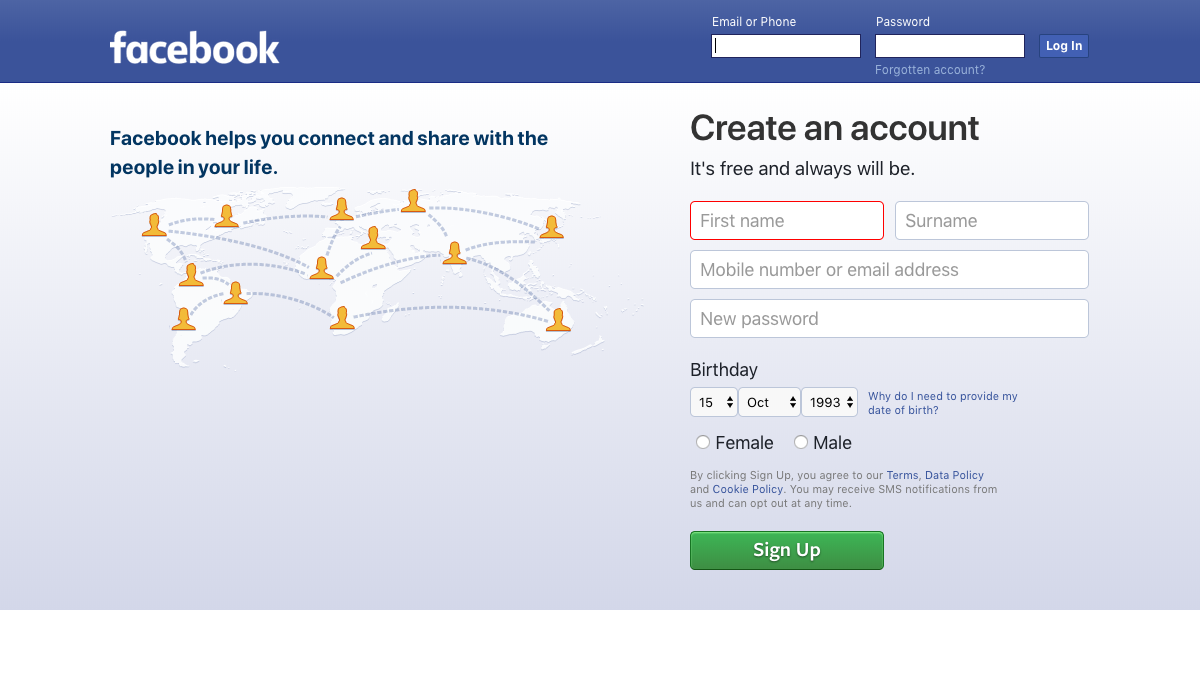 facebook
Email or Phone
Password
Log In
Forgotten account?
Facebook helps you connect and share with the
people in your life.
Create an account
It's free and always will be.
First name
Surname
Mobile number or email address
New password
Birthday
15
Oct
1993
Why do I need to provide my
date of birth?
Female
Male
By clicking Sign Up, you agree to our Terms, Data Policy
and Cookie Policy. You may receive SMS notifications from
us and can opt out at any time.
Sign Up